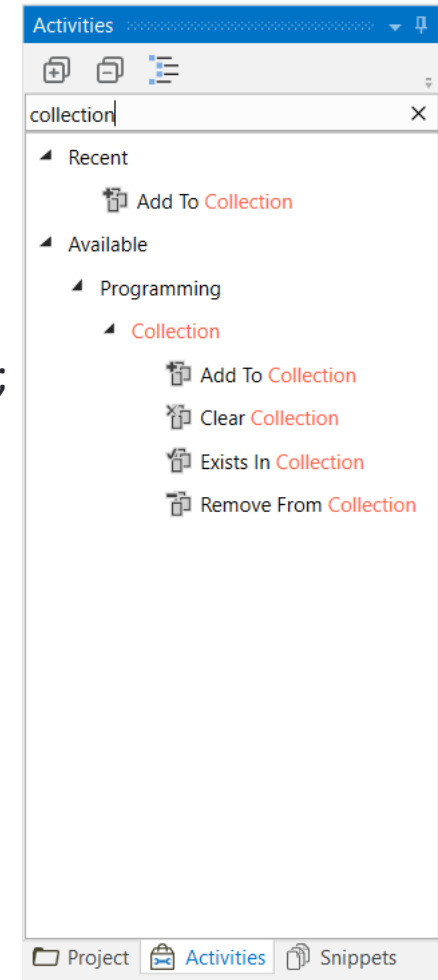 Activities
collection
Recent
Add To Collection
Available
Programming
Collection
;
Add To Collection
Clear Collection
Exists In Collection
Remove From Collection
Project Activities Snippets